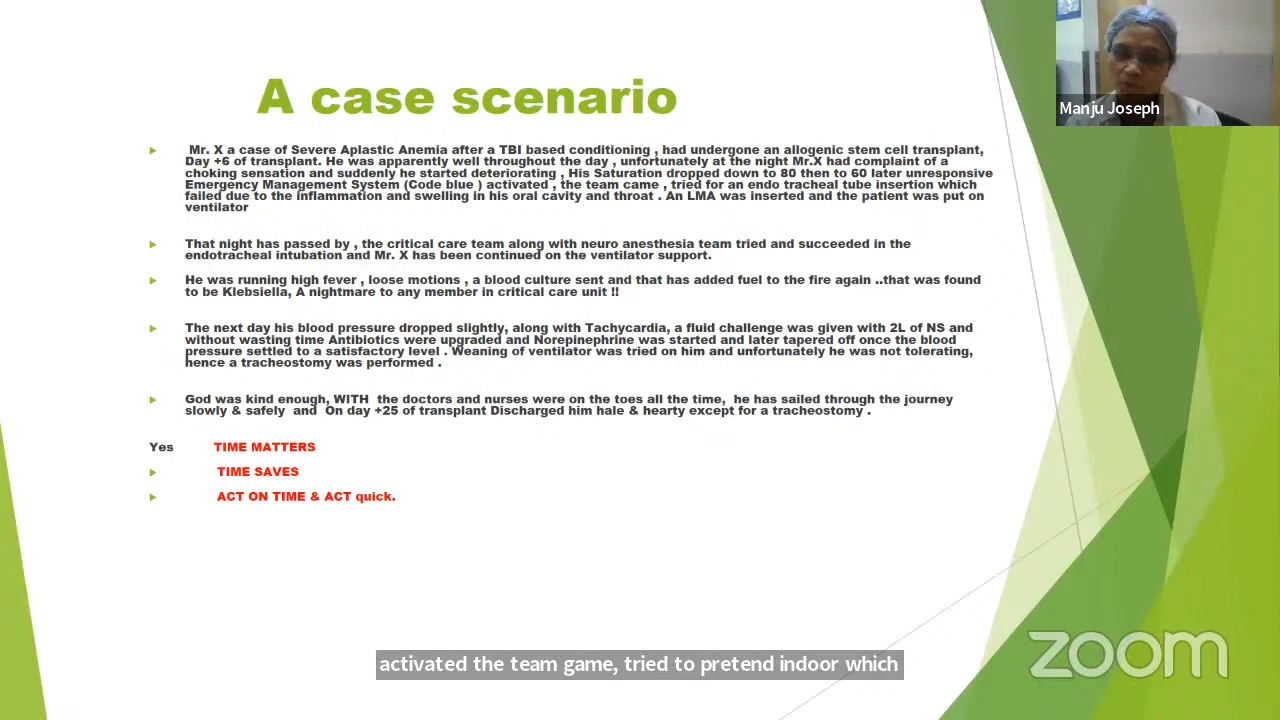 A case scenario
Manju Joseph
Mr. X a case of Severe Aplastic Anemia after a TBI based conditioning , had undergone an allogenic stem cell transplant,
Day +6 of transplant. He was apparently well throughout the day , unfortunately at the night Mr.X had complaint of a
choking sensation and suddenly he started deteriorating , His Saturation dropped down to 80 then to 60 later unresponsive
Emergency Management System (Code blue ) activated , the team came , tried for an endo tracheal tube insertion which
failed due to the inflammation and swelling in his oral cavity and throat . An LMA was inserted and the patient was put on
ventilator
That night has passed by , the critical care team along with neuro anesthesia team tried and succeeded in the
endotracheal intubation and Mr. X has been continued on the ventilator support.
He was running high fever , loose motions , a blood culture sent and that has added fuel to the fire again ..that was found
to be Klebsiella, A nightmare to any member in critical care unit !!
The next day his blood pressure dropped slightly, along with Tachycardia, a fluid challenge was given with 2L of NS and
without wasting time Antibiotics were upgraded and Norepinephrine was started and later tapered off once the blood
pressure settled to a satisfactory level . Weaning of ventilator was tried on him and unfortunately he was not tolerating,
hence a tracheostomy was performed .
God was kind enough, WITH the doctors and nurses were on the toes all the time, he has sailed through the journey
slowly & safely and On day +25 of transplant Discharged him hale & hearty except for a tracheostomy .
Yes TIME MATTERS
TIME SAVES
ACT ON TIME & ACT quick.
activated the team game, tried to pretend indoor which
zoom